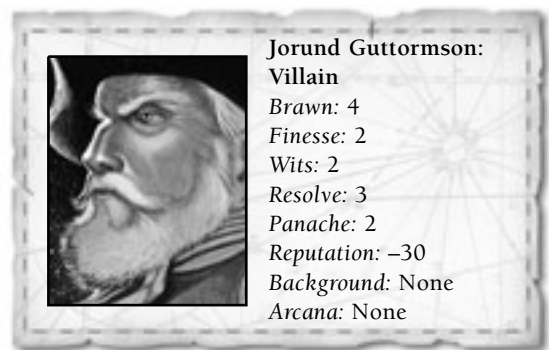 Jorund Guttormson:
Villain
Brawn: 4
Finesse: 2
Wits: 2
Resolve: 3
Panache: 2
Reputation: –30
Background: None
Arcana: None